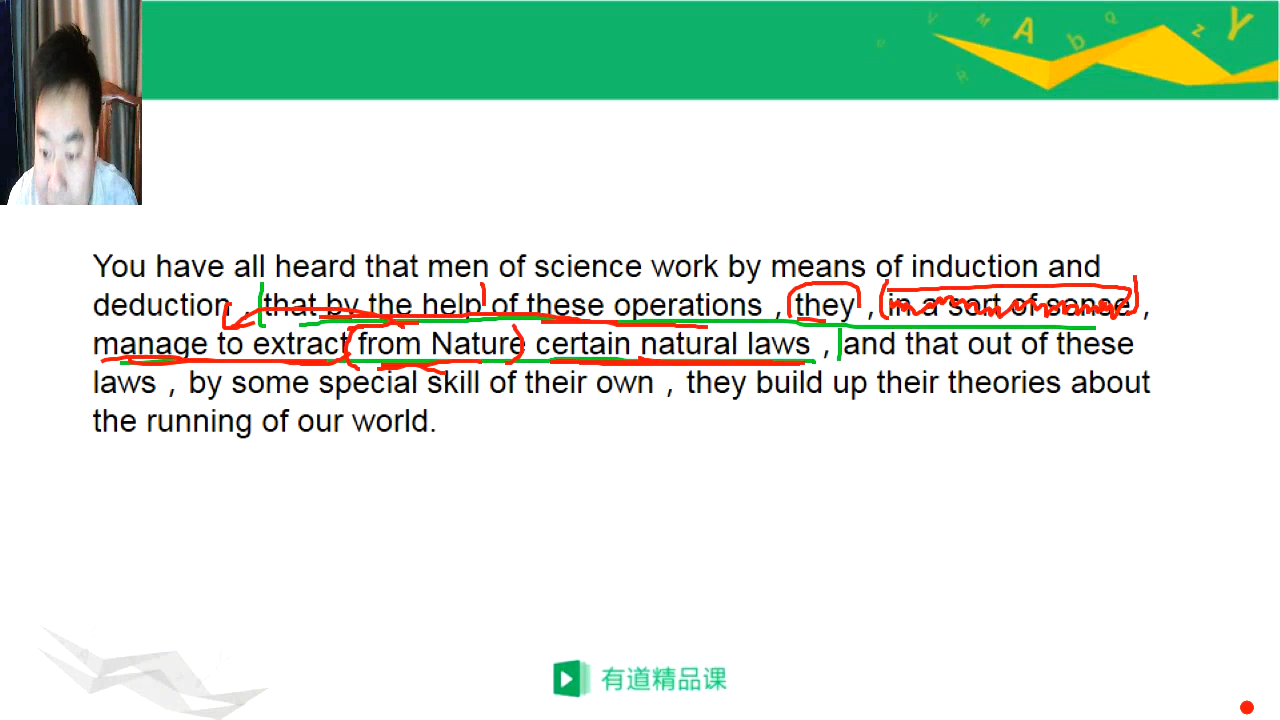 You have all heard that men of science work by means of induction and
deduction , that by the help of these operations , they , in a sort of sense ,
manage to extract from Nature certain natural laws , and that out of these
laws , by some special skill of their own , they build up their theories about
the running of our world.
有道精品课